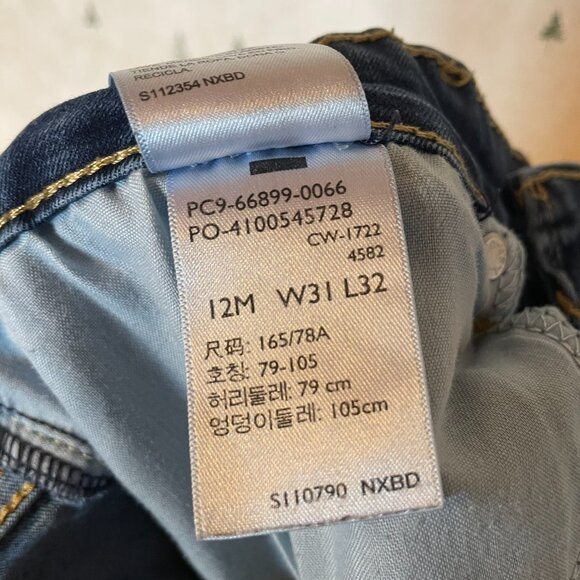 RECICLA.
S112354 NXBD
PC9-66899-0066
PO-4100545728
CW-1722
4582
12M W31 L32
尺码: 165/78A
호칭: 79-105
허리둘레: 79 cm
엉덩이둘레: 105cm
S110790 NXBD